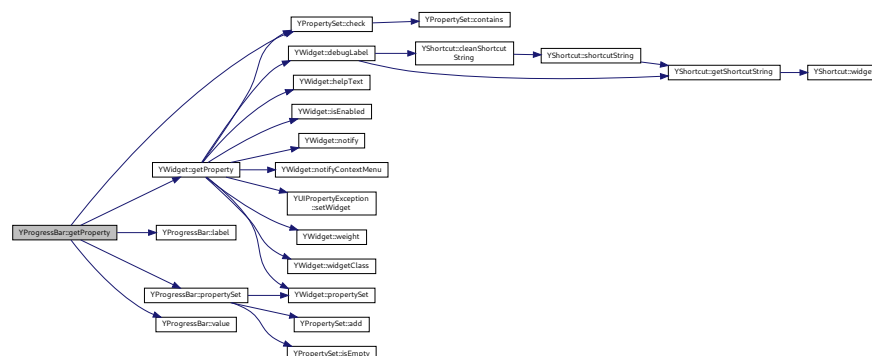 YPropertySet::check
YPropertySet::contains
YWidget::debugLabel
YShortcut::cleanShortcut
String
YShortcut::shortcutString
YShortcut::getShortcutString
YShortcut::widget
YWidget::helpText
YWidget::isEnabled
YWidget::notify
YWidget::getProperty
YWidget::notifyContextMenu
YUIPropertyException
::setWidget
YProgressBar::getProperty
YProgressBar::label
YWidget::weight
YWidget::widgetClass
YProgressBar::propertySet
YWidget::propertySet
YProgressBar::value
YPropertySet::add
YPropertySet::isEmpty